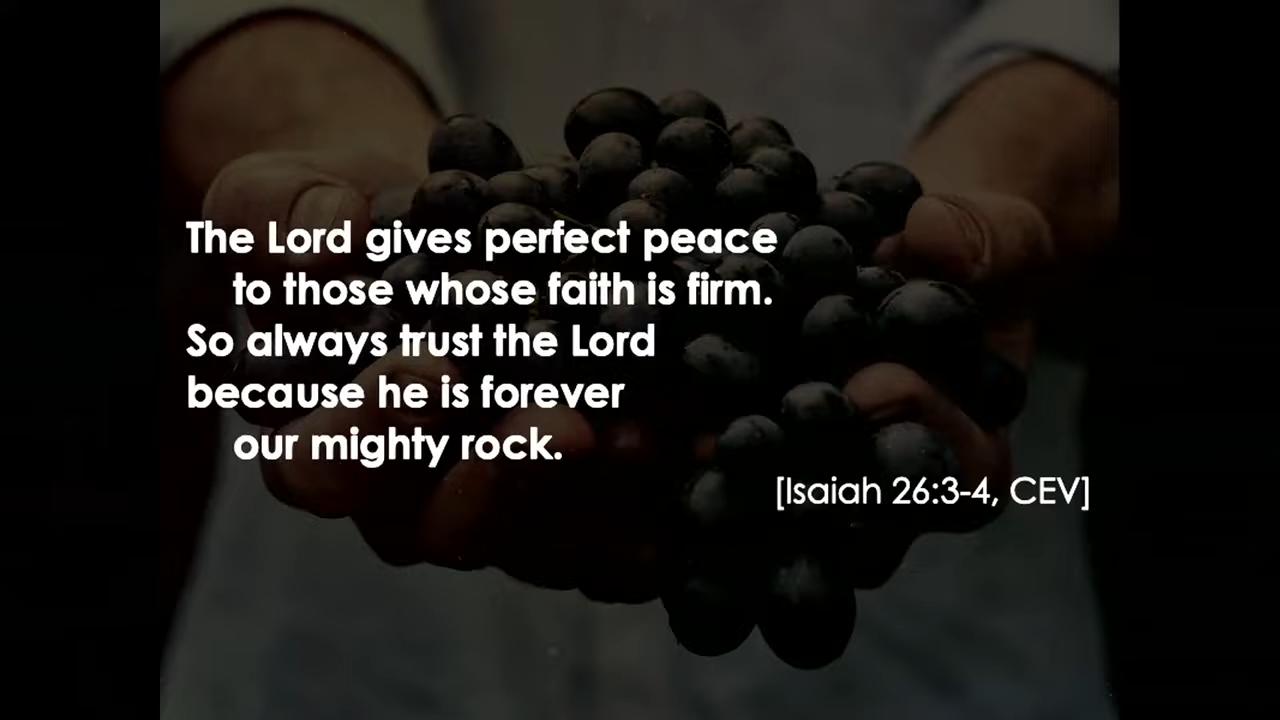 The Lord gives perfect peace
to those whose faith is firm.
So always trust the Lord
because he is forever
our mighty rock.
[Isaiah 26:3-4, CEV]